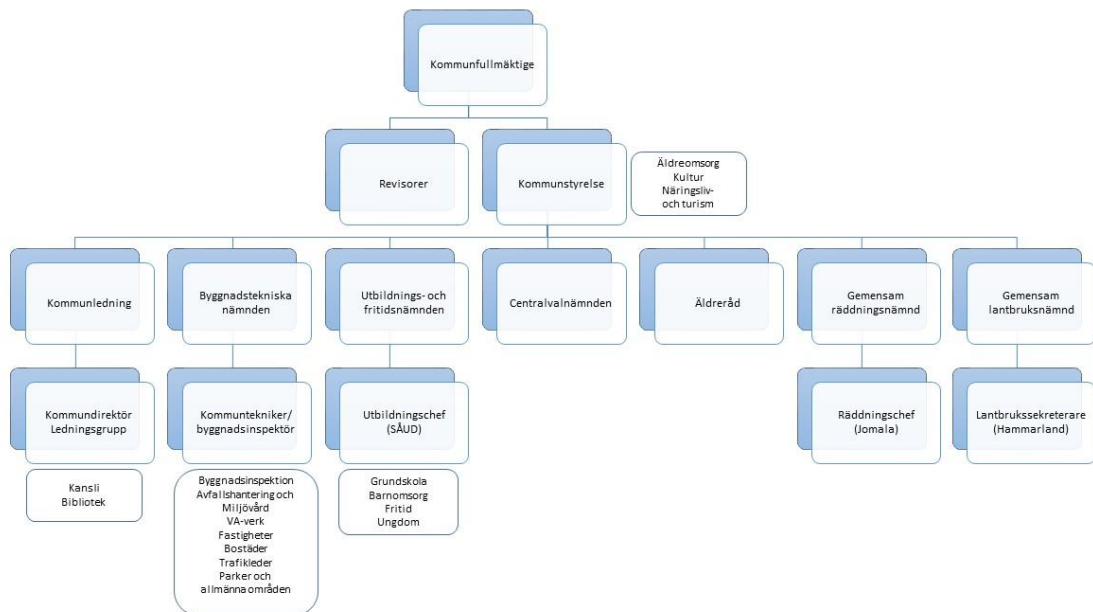 Kommunfullmäktige
Revisorer
Kommunstyrelse
Äldreomsorg
Kultur
Näringsliv-
och turism
Kommunledning
Byggnadstekniska
nämnden
Utbildnings- och
fritidsnämnden
Centralvalnämnden
Äldreråd
Gemensam
räddningsnämnd
Gemensam
lantbruksnämnd
Kommundirektör
Ledningsgrupp
Kommuntekniker/
byggnadsinspektör
Utbildningschef
(SÅUD)
Räddningschef
(Jomala)
Lantbrukssekreterare
(Hammarland)
Kansli
Bibliotek
Byggnadsinspektion
Avfallshantering och
Miljövård
VA-verk
Fastigheter
Bostäder
Trafikleder
Parker och
allmänna områden
Grundskola
Barnomsorg
Fritid
Ungdom